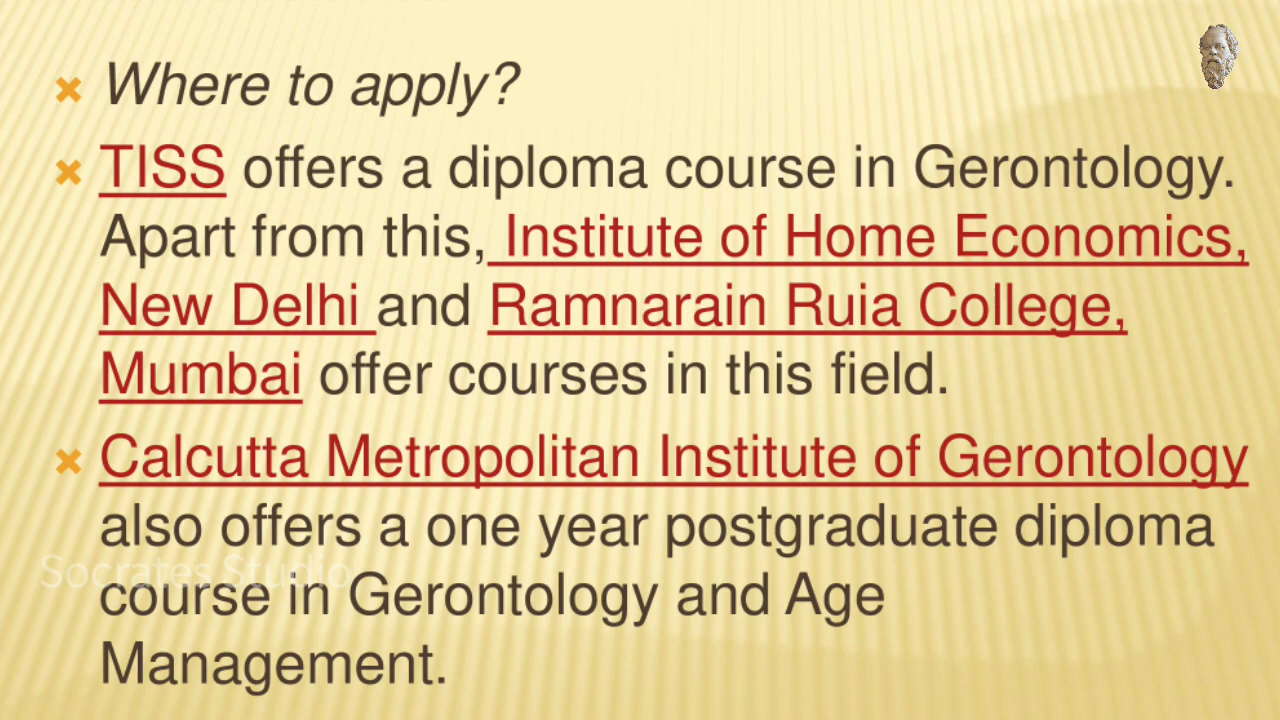 Where to apply?
TISS offers a diploma course in Gerontology.
Apart from this, Institute of Home Economics,
New Delhi and Ramnarain Ruia College,
Mumbai offer courses in this field.
Calcutta Metropolitan Institute of Gerontology
also offers a one year postgraduate diploma
Socrates Studio
course in Gerontology and Age
Management.